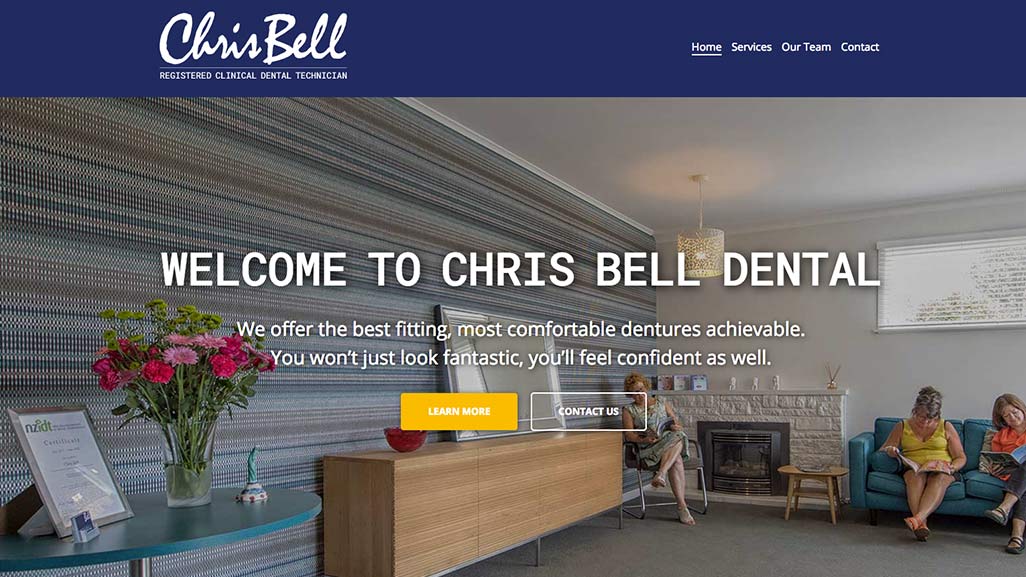 Chris Bell
REGISTERED CLINICAL DENTAL TECHNICIAN
Home Services Our Team Contact
WELCOME TO CHRIS BELL DENTAL
We offer the best fitting, most comfortable dentures achievable.
You won’t just look fantastic, you’ll feel confident as well.
LEARN MORE CONTACT US
nzidt
Certificate